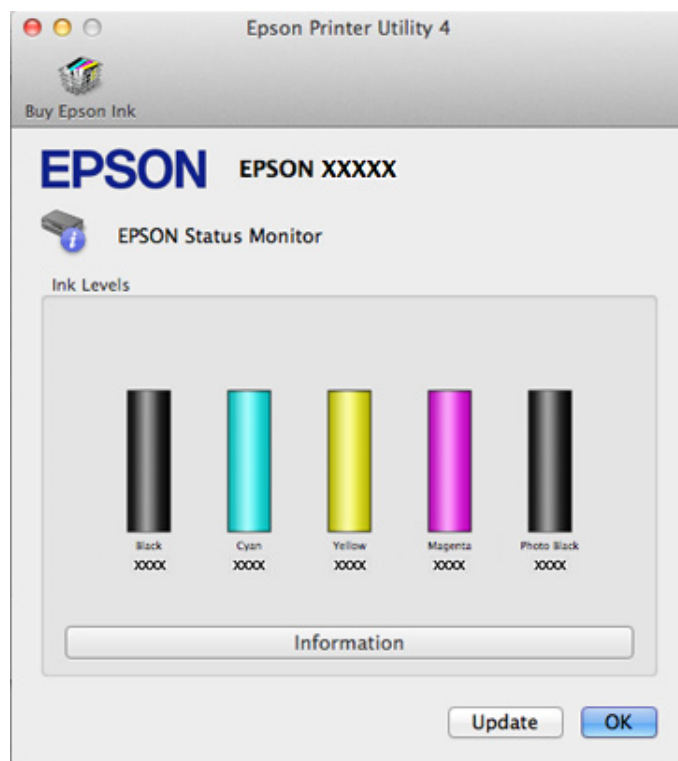 Epson Printer Utility 4
Buy Epson Ink
EPSON EPSON XXXXX
EPSON Status Monitor
Ink Levels
Black Cyan Yellow Magenta Photo Black
XXXX XXXX XXXX XXXX XXXX
Information
Update OK